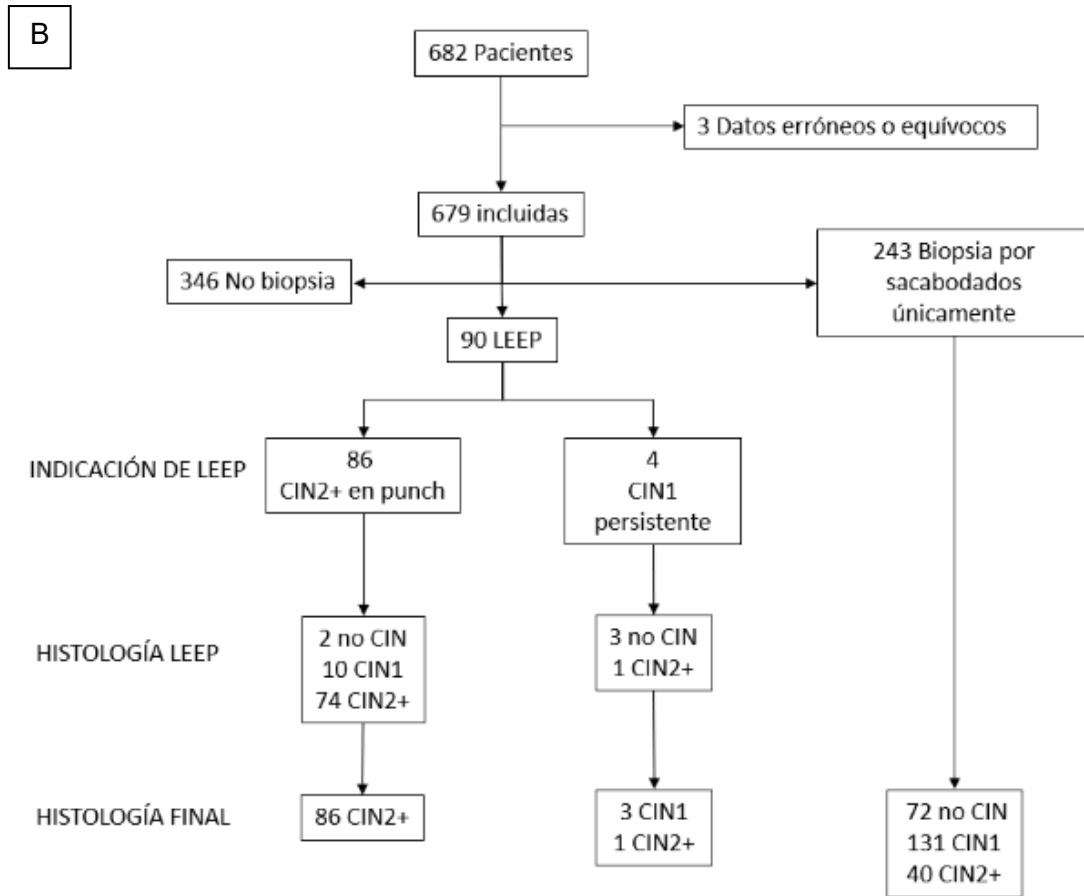 B
682 Pacientes
3 Datos erróneos o equívocos
679 incluidas
346 No biopsia
243 Biopsia por
sacabodados
únicamente
90 LEEP
INDICACIÓN DE LEEP
86
CIN2+ en punch
4
CIN1
persistente
HISTOLOGÍA LEEP
2 no CIN
10 CIN1
74 CIN2+
3 no CIN
1 CIN2+
HISTOLOGÍA FINAL
86 CIN2+
3 CIN1
1 CIN2+
72 no CIN
131 CIN1
40 CIN2+